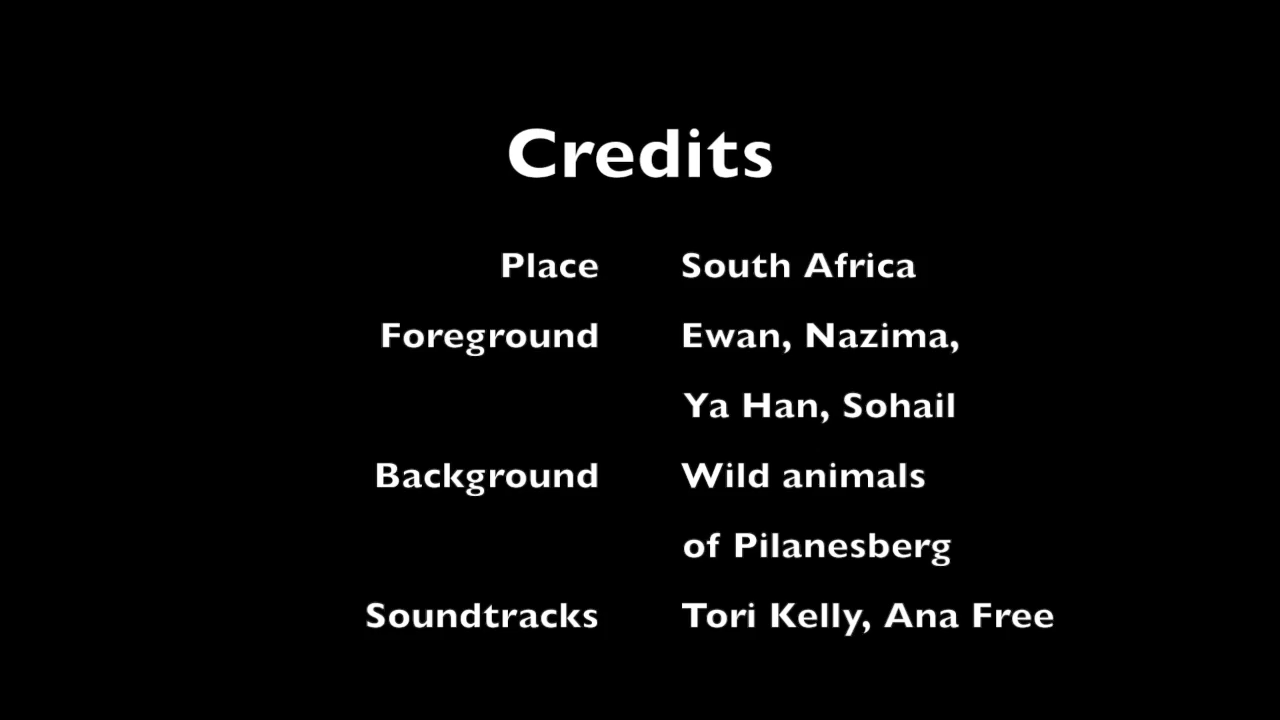 Credits
Place South Africa
Foreground Ewan, Nazima,
Ya Han, Sohail
Background Wild animals
of Pilanesberg
Soundtracks Tori Kelly, Ana Free